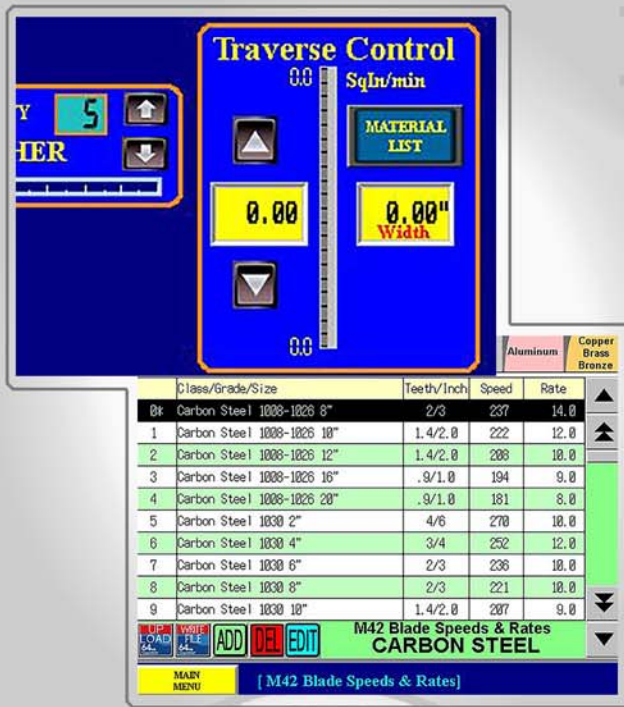 Traverse Control
0.0 SqIn/min
Y 5
HER
MATERIAL
LIST
0.00
0.00"
Width
0.0
Aluminum
Copper
Brass
Bronze
Class/Grade/Size Teeth/Inch Speed Rate
0* Carbon Steel 1008-1026 8" 2/3 237 14.0
1 Carbon Steel 1008-1026 10" 1.4/2.0 222 12.0
2 Carbon Steel 1008-1026 12" 1.4/2.0 208 10.0
3 Carbon Steel 1008-1026 16" .9/1.0 194 9.0
4 Carbon Steel 1008-1026 20" .9/1.0 181 8.0
5 Carbon Steel 1030 2" 4/6 270 10.0
6 Carbon Steel 1030 4" 3/4 252 12.0
7 Carbon Steel 1030 6" 2/3 236 10.0
8 Carbon Steel 1030 8" 2/3 221 10.0
9 Carbon Steel 1030 10" 1.4/2.0 207 9.0
UP
LOAD
WRITE
FILE
ADD DEL EDIT
M42 Blade Speeds & Rates
CARBON STEEL
MAIN
MENU
[ M42 Blade Speeds & Rates]